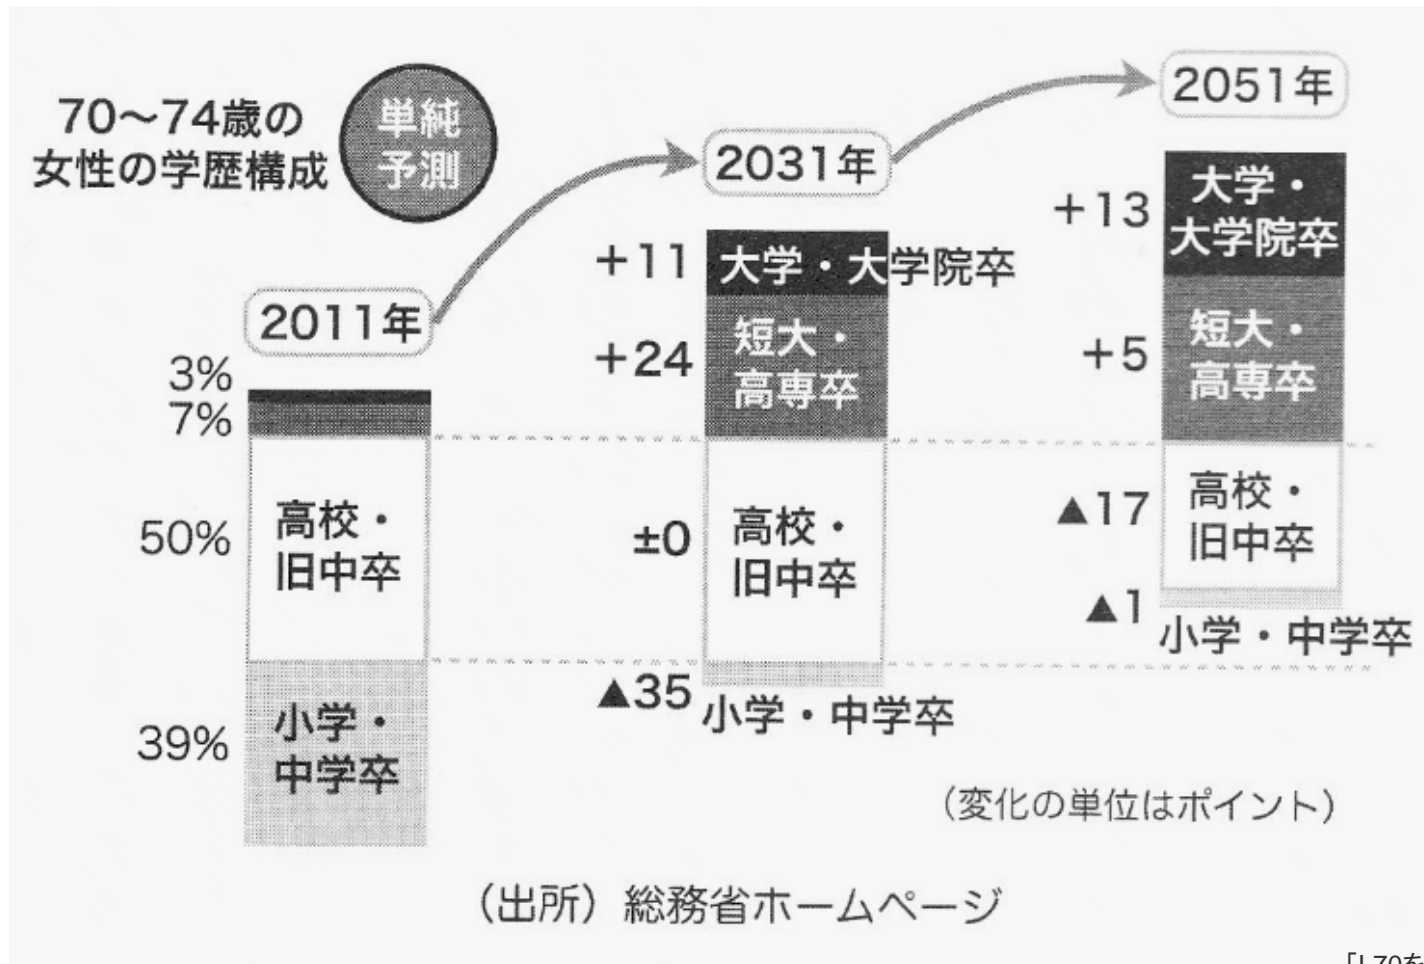 70〜74歳の
女性の学歴構成
単純
予測
2011年
3%
7%
50%
高校・
旧中卒
39%
小学・
中学卒
2031年
+11
大学・大学院卒
+24
短大・
高専卒
±0
高校・
旧中卒
▲35
小学・中学卒
2051年
+13
大学・
大学院卒
+5
短大・
高専卒
▲17
高校・
旧中卒
▲1
小学・中学卒
(変化の単位はポイント)
(出所)総務省ホームページ